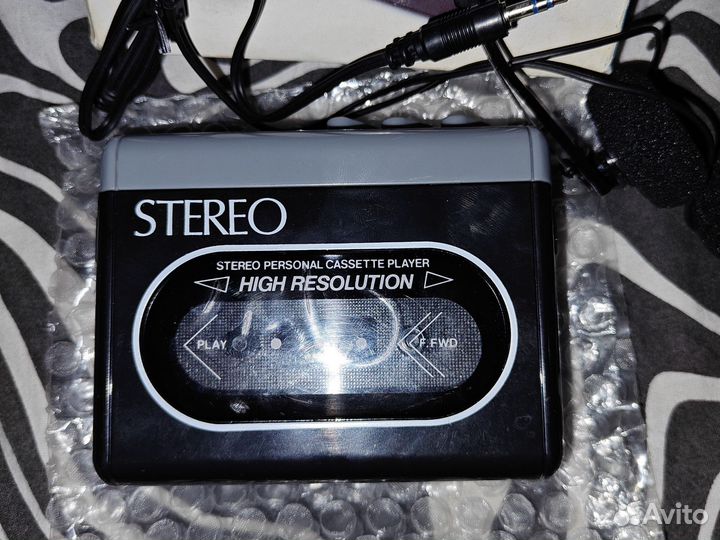 STEREO
STEREO PERSONAL CASSETTE PLAYER
HIGH RESOLUTION
PLAY F.FWD
Avito